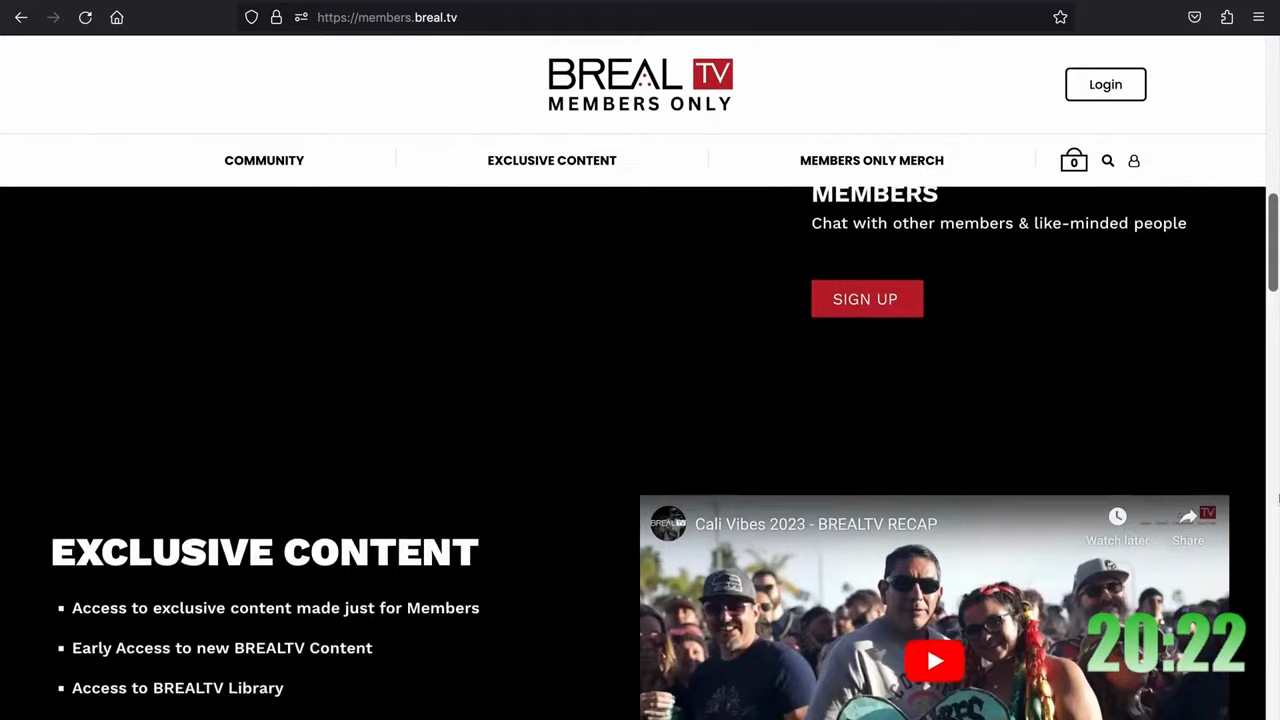 https://members.breal.tv
BREAL TV
MEMBERS ONLY
Login
COMMUNITY
EXCLUSIVE CONTENT
MEMBERS ONLY MERCH
0
MEMBERS
Chat with other members & like-minded people
SIGN UP
EXCLUSIVE CONTENT
▪ Access to exclusive content made just for Members
▪ Early Access to new BREALTV Content
▪ Access to BREALTV Library
BREALTV
Cali Vibes 2023 - BREALTV RECAP
TV
Watch later
Share
20:22